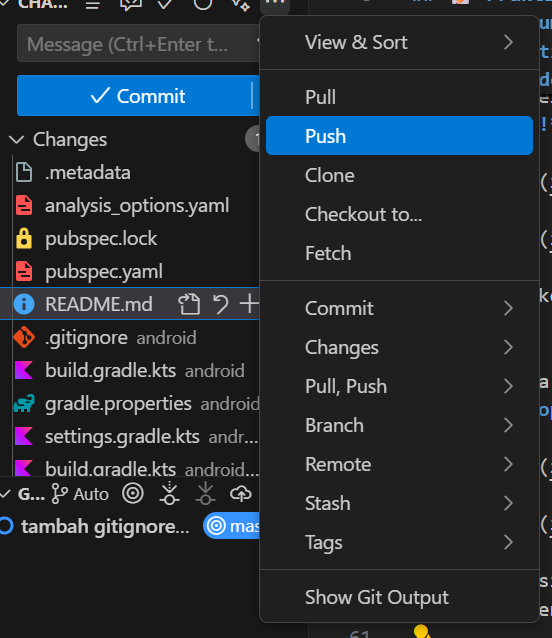 CHA...
Message (Ctrl+Enter t...
Commit
Changes
.metadata
analysis_options.yaml
pubspec.lock
pubspec.yaml
README.md
.gitignore android
build.gradle.kts android
gradle.properties android
settings.gradle.kts andr...
build.gradle.kts android
G... Auto
tambah gitignore... mas
View & Sort
Pull
Push
Clone
Checkout to...
Fetch
Commit
Changes
Pull, Push
Branch
Remote
Stash
Tags
Show Git Output
61